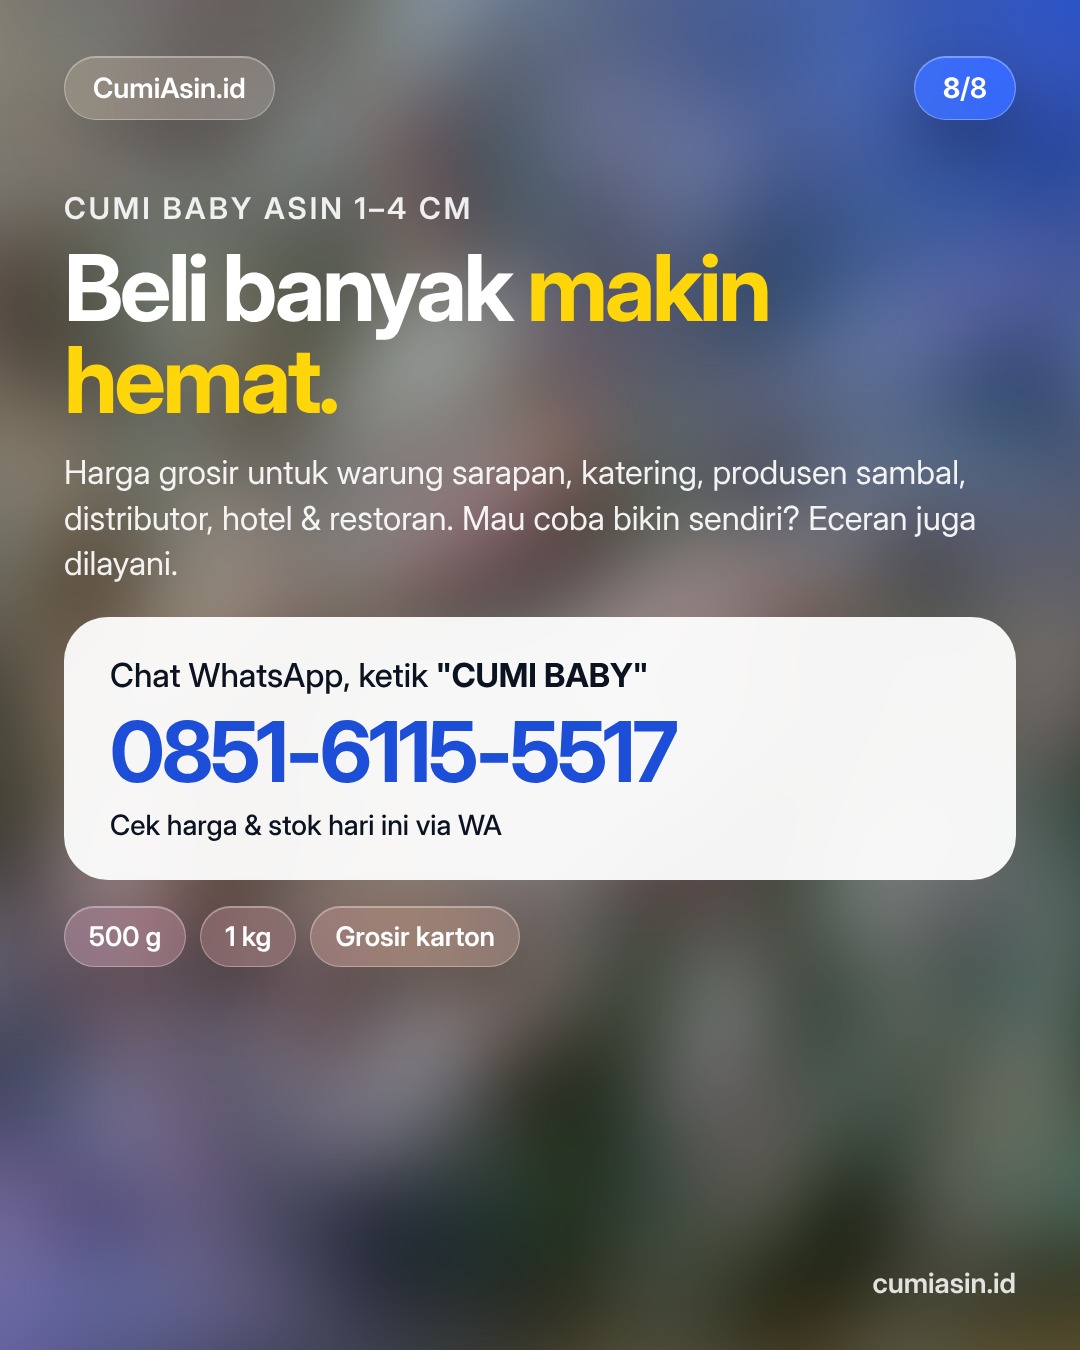 CumiAsin.id
8/8
CUMI BABY ASIN 1–4 CM
Beli banyak makin
hemat.
Harga grosir untuk warung sarapan, katering, produsen sambal,
distributor, hotel & restoran. Mau coba bikin sendiri? Eceran juga
dilayani.
Chat WhatsApp, ketik "CUMI BABY"
0851-6115-5517
Cek harga & stok hari ini via WA
500 g
1 kg
Grosir karton
cumiasin.id